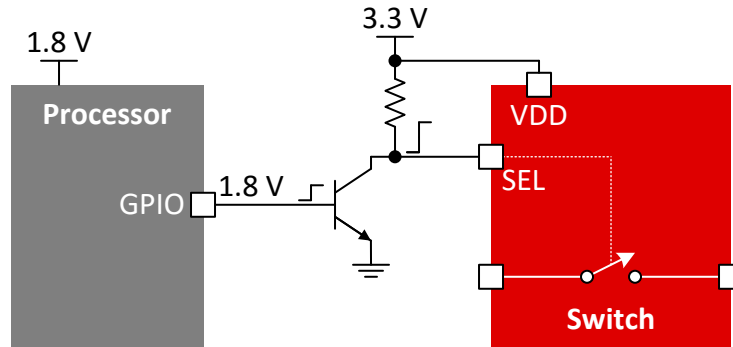 3.3 V
1.8 V
Processor
VDD
GPIO
1.8 V
SEL
Switch